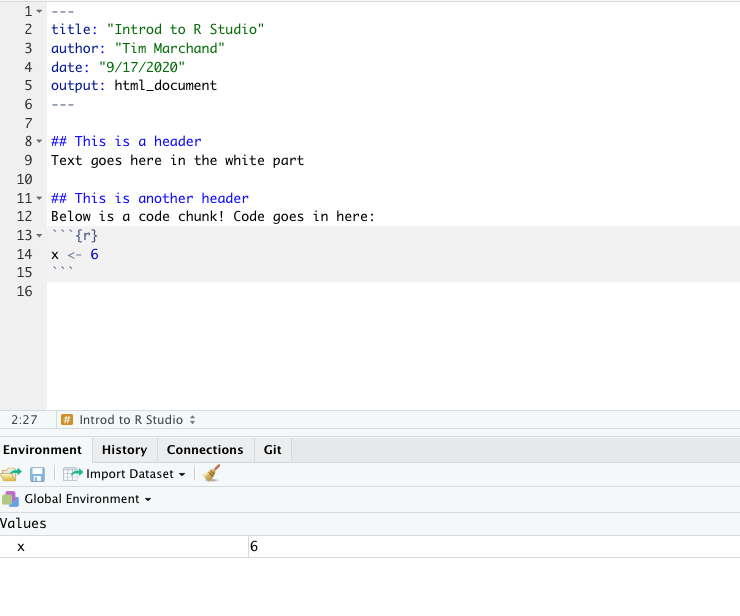 1 ---
2 title: "Introd to R Studio"
3 author: "Tim Marchand"
4 date: "9/17/2020"
5 output: html_document
6 ---
7
8 ## This is a header
9 Text goes here in the white part
10
11 ## This is another header
12 Below is a code chunk! Code goes in here:
13 ```{r}
14 x <- 6
15 ```
16
2:27 # Introd to R Studio
Environment History Connections Git
Import Dataset
Global Environment
Values
x 6